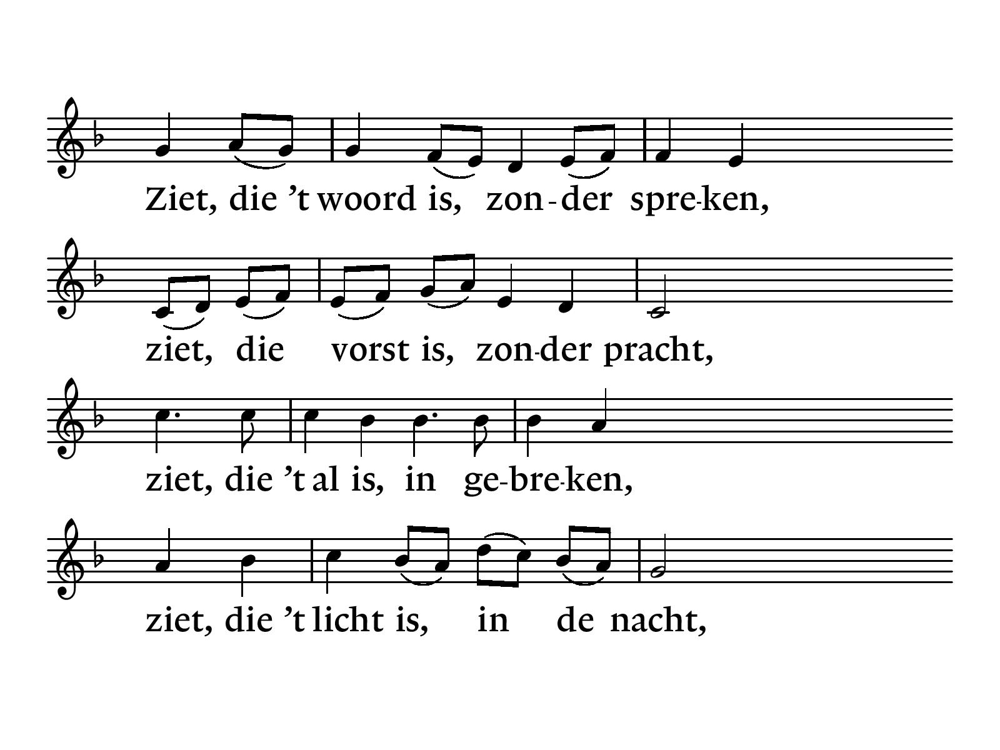 Ziet, die ’t woord is, zon-der spre-ken,
ziet, die vorst is, zon-der pracht,
ziet, die ’t al is, in ge-bre-ken,
ziet, die ’t licht is, in de nacht,